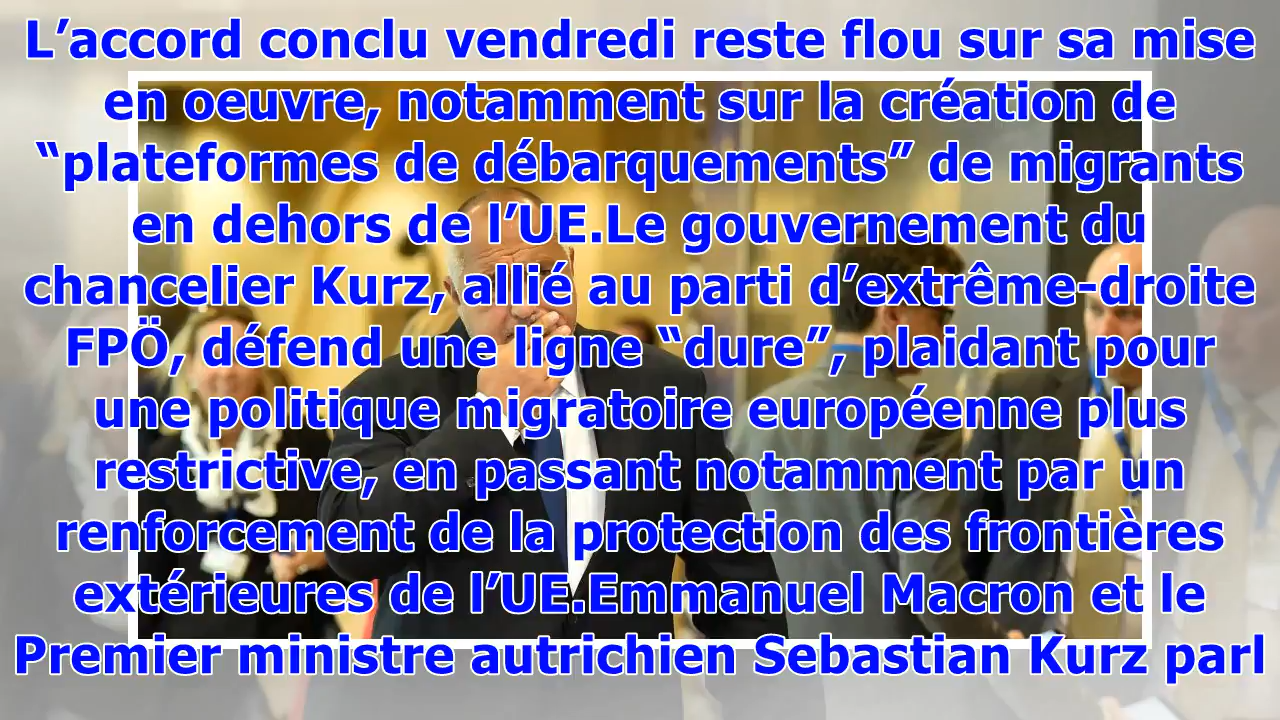 L’accord conclu vendredi reste flou sur sa mise
en oeuvre, notamment sur la création de
“plateformes de débarquements” de migrants
en dehors de l’UE.Le gouvernement du
chancelier Kurz, allié au parti d’extrême-droite
FPÖ, défend une ligne “dure”, plaidant pour
une politique migratoire européenne plus
restrictive, en passant notamment par un
renforcement de la protection des frontières
extérieures de l’UE.Emmanuel Macron et le
Premier ministre autrichien Sebastian Kurz parl